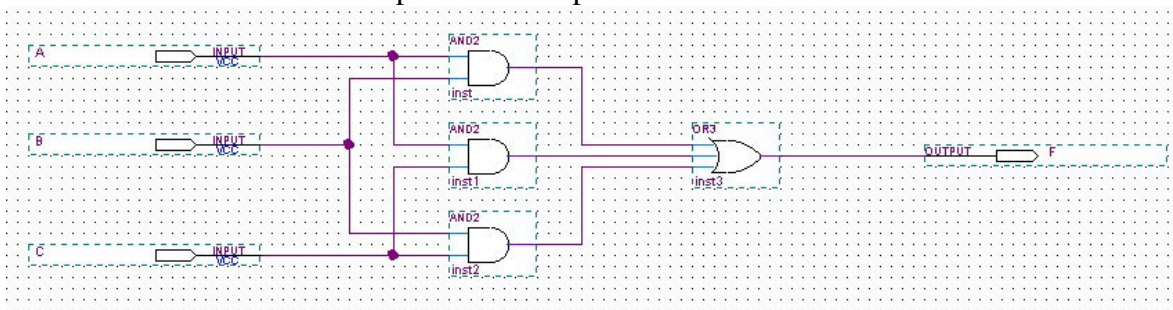 A
INPUT
VCC
AND2
inst
B
INPUT
VCC
AND2
inst1
OR3
inst3
OUTPUT
F
C
INPUT
VCC
AND2
inst2